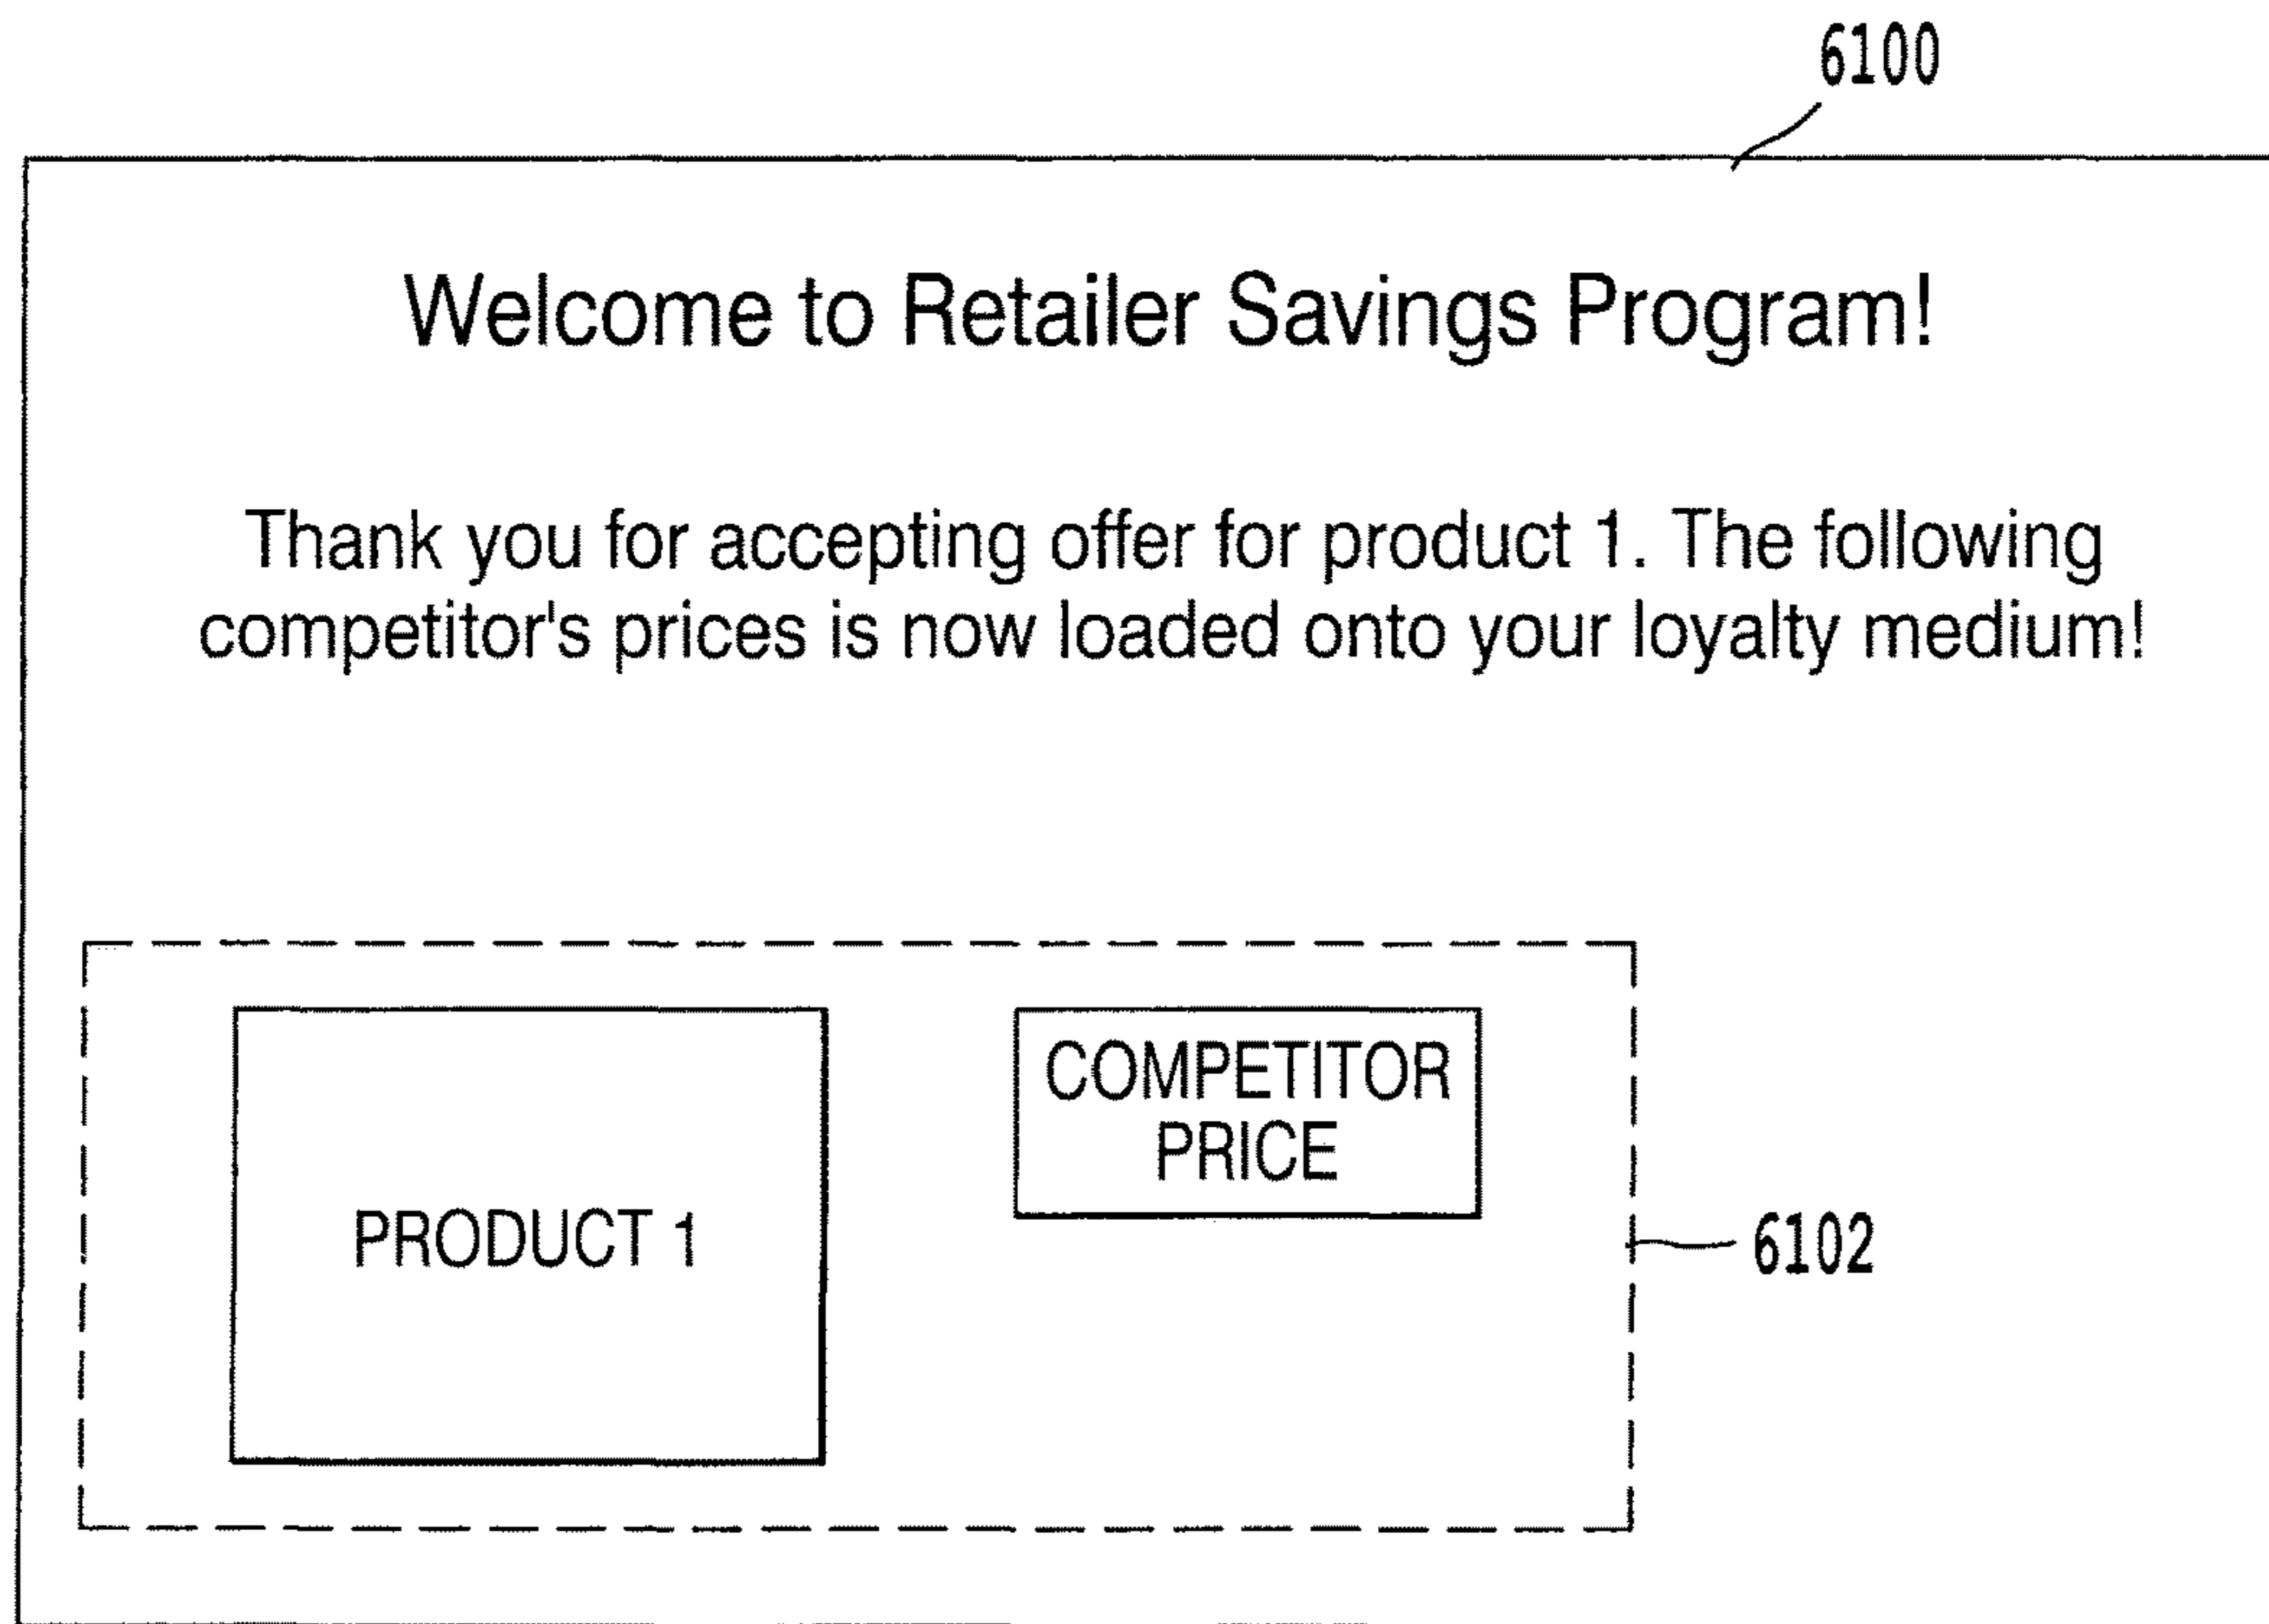 6100
Welcome to Retailer Savings Program!
Thank you for accepting offer for product 1. The following
competitor's prices is now loaded onto your loyalty medium!
PRODUCT 1
COMPETITOR
PRICE
6102